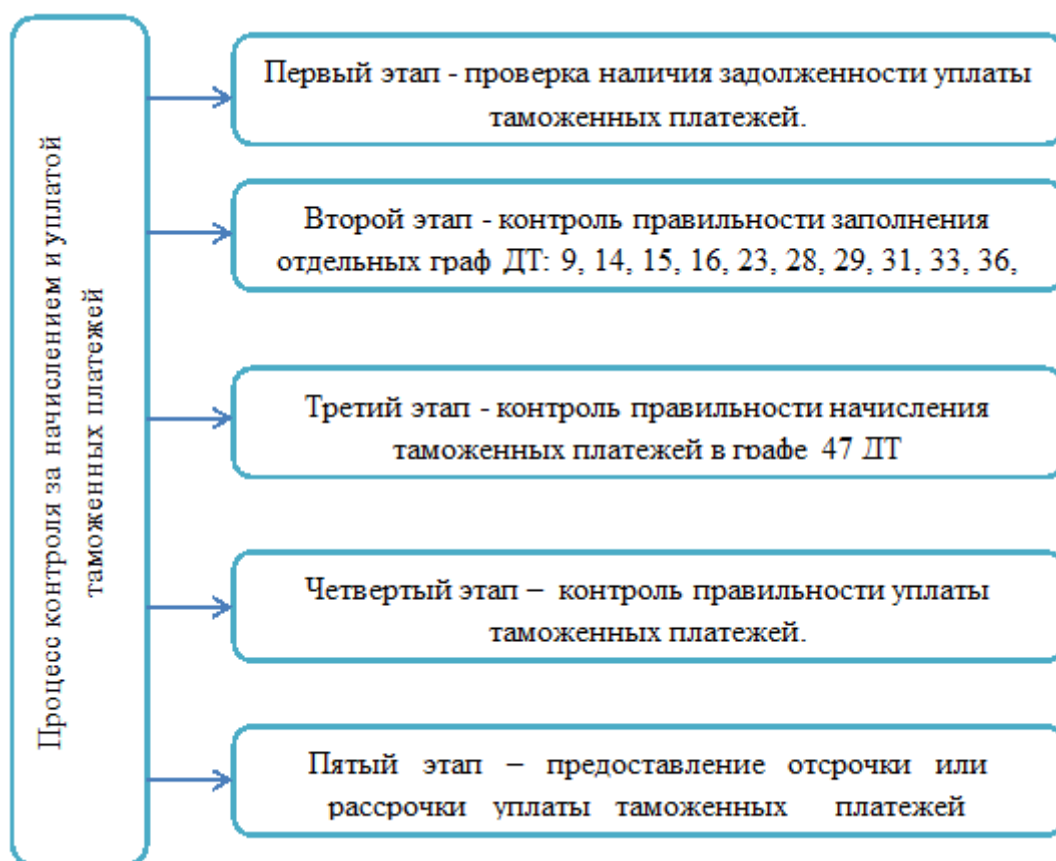 Процесс контроля за начислением и уплатой
таможенных платежей
Первый этап - проверка наличия задолженности уплаты
таможенных платежей.
Второй этап - контроль правильности заполнения
отдельных граф ДТ: 9, 14, 15, 16, 23, 28, 29, 31, 33, 36,
Третий этап - контроль правильности начисления
таможенных платежей в графе 47 ДТ
Четвертый этап – контроль правильности уплаты
таможенных платежей.
Пятый этап – предоставление отсрочки или
рассрочки уплаты таможенных платежей